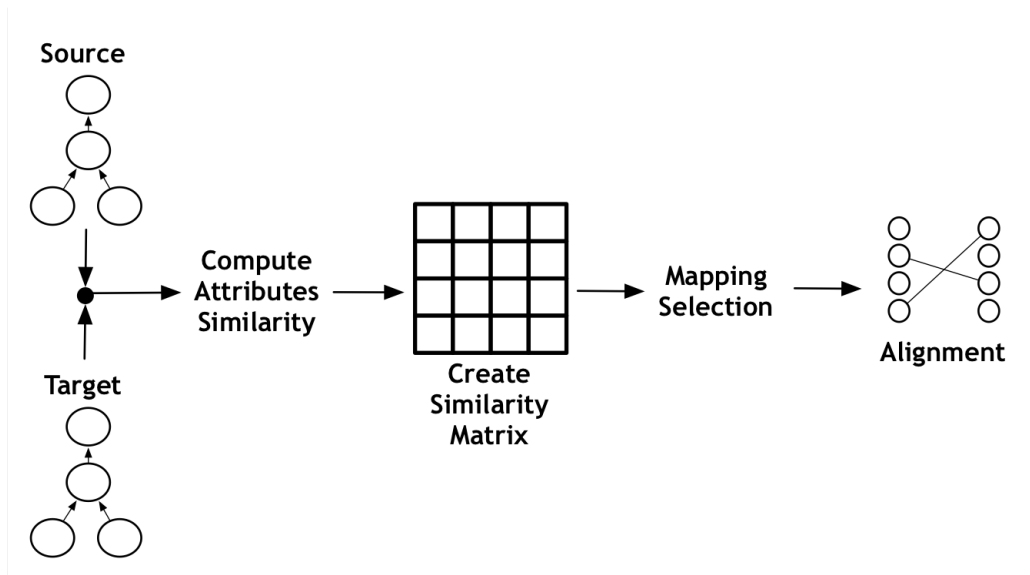 Source
Compute
Attributes
Similarity
Target
Create
Similarity
Matrix
Mapping
Selection
Alignment